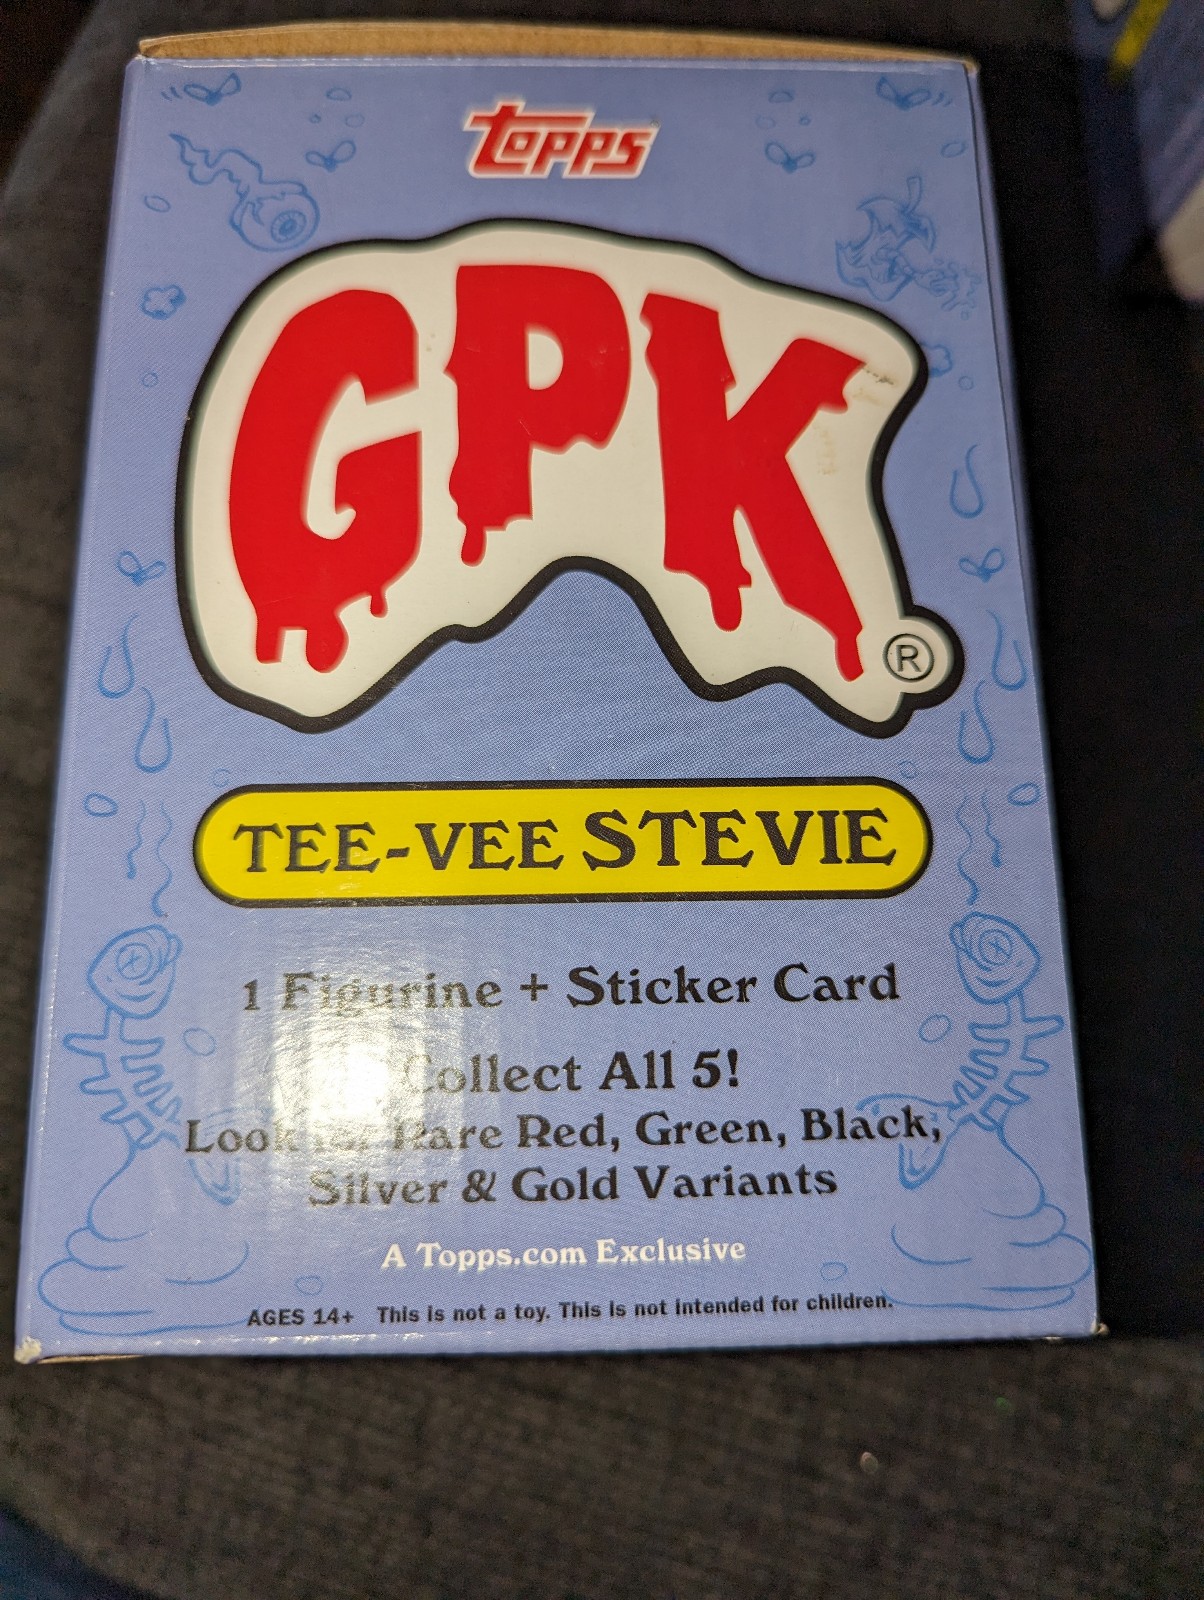 topps
GPK®
TEE-VEE STEVIE
1 Figurine + Sticker Card
Collect All 5!
Look for Rare Red, Green, Black,
Silver & Gold Variants
A Topps.com Exclusive
AGES 14+ This is not a toy. This is not intended for children.